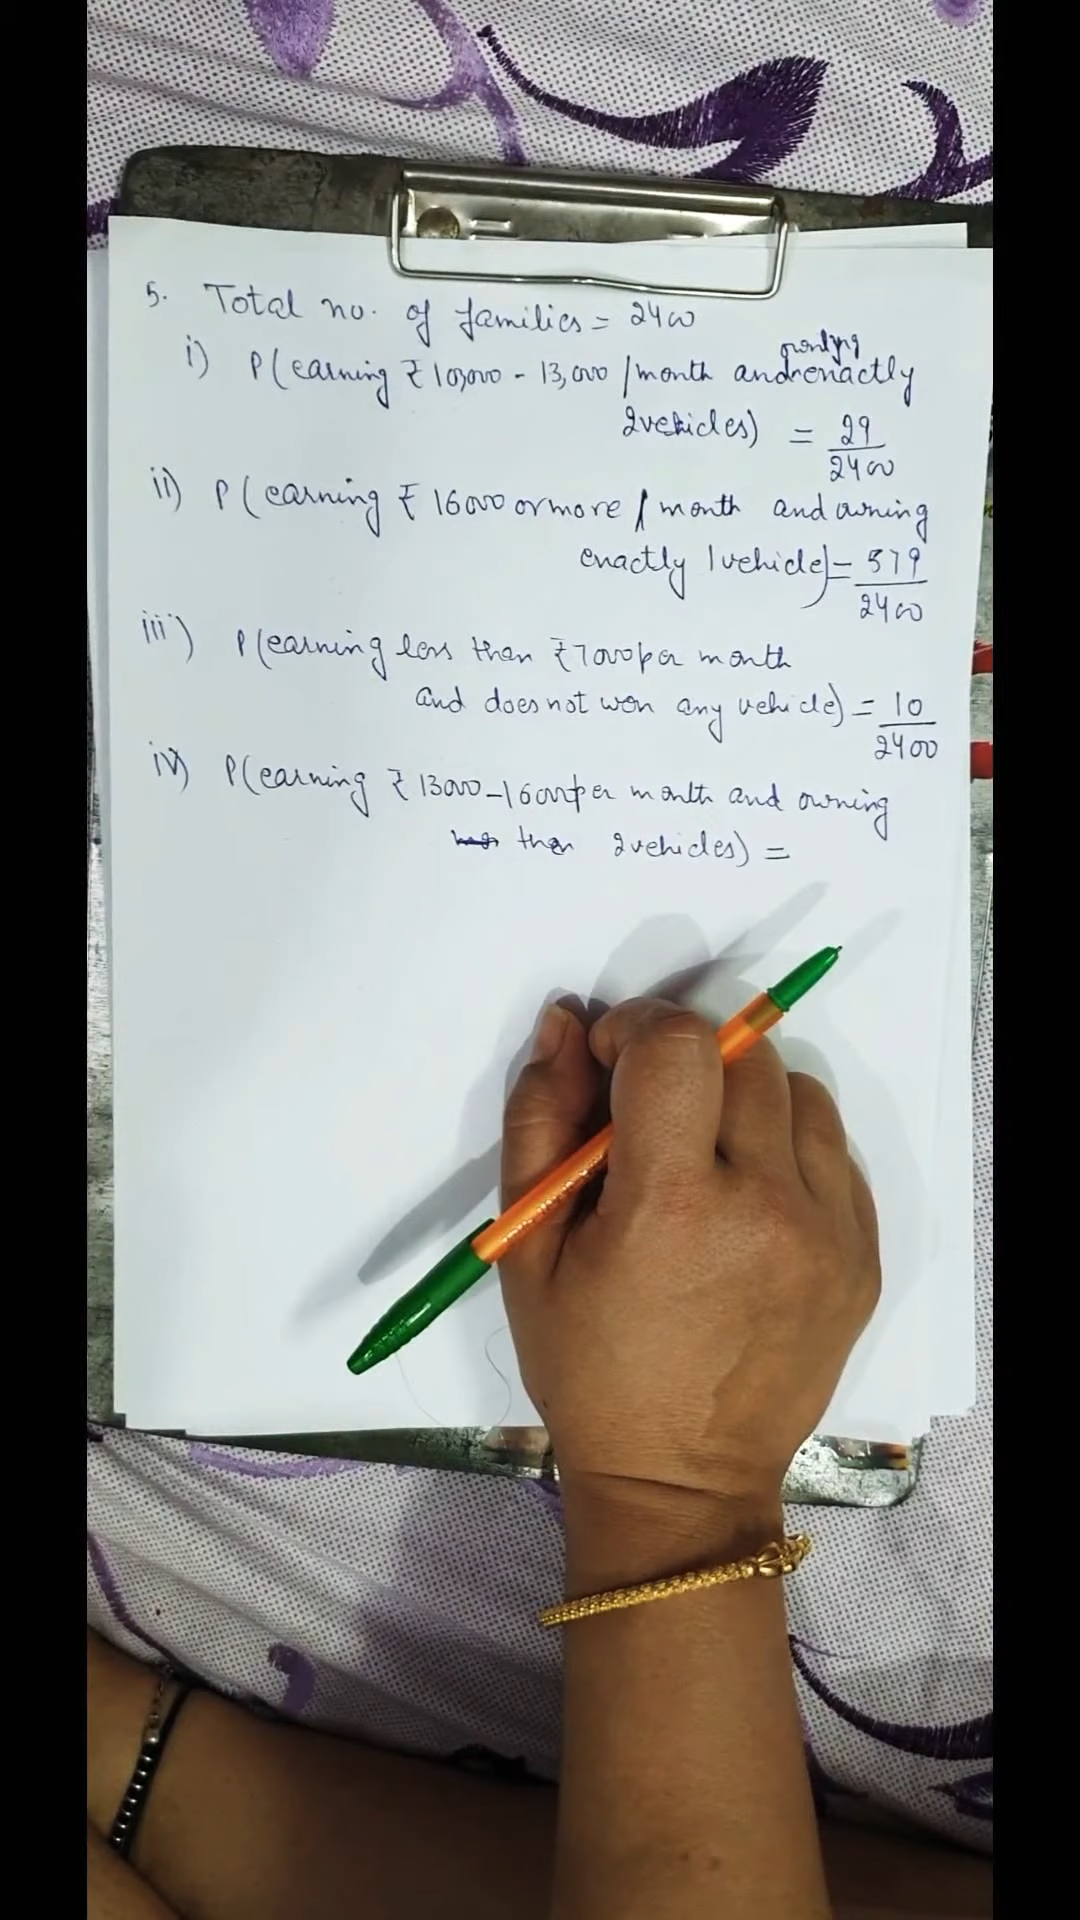 5. Total no. of families = 2400
i) P(earning ₹10,000 - 13,000 /month and owning exactly
2vehicles) = 29/2400
ii) P(earning ₹ 16000 or more / month and owning
exactly 1vehicle) = 579/2400
iii) P(earning less than ₹7000 per month
and does not won any vehicle) = 10/2400
iv) P(earning ₹ 13000-16000 per month and owning
than 2vehicles) =